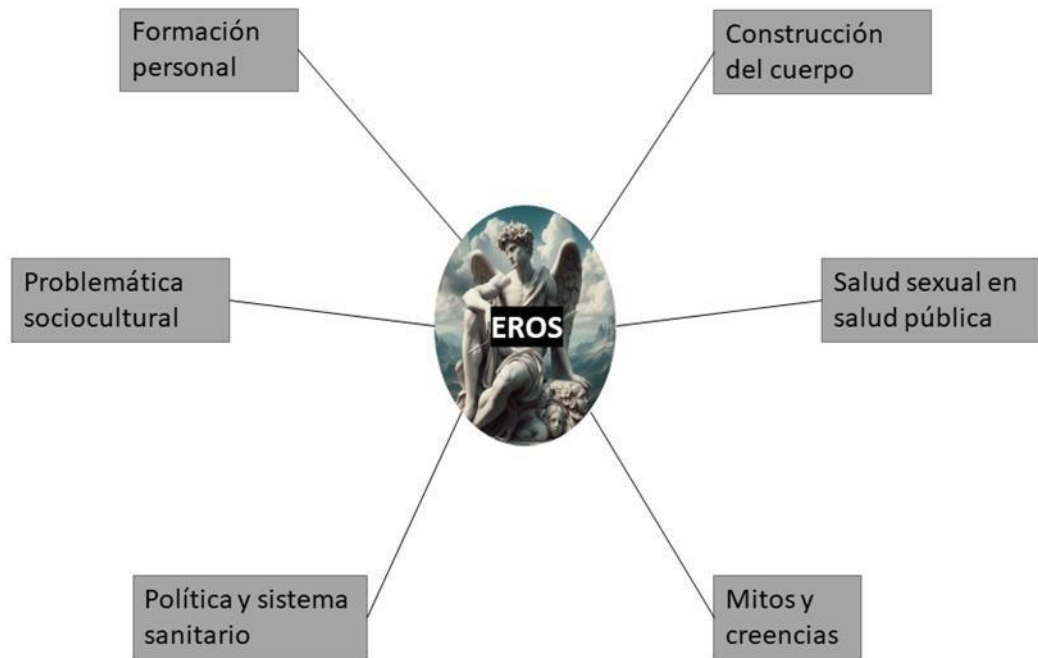 Formación
personal
Construcción
del cuerpo
Problemática
sociocultural
EROS
Salud sexual en
salud pública
Política y sistema
sanitario
Mitos y
creencias